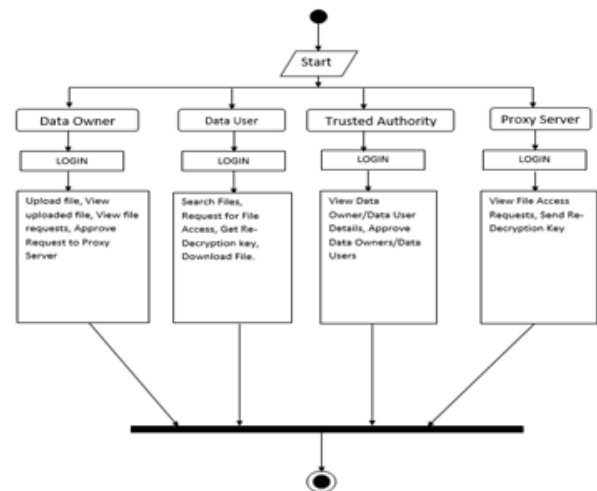 Start
Data Owner
Data User
Trusted Authority
Proxy Server
LOGIN
LOGIN
LOGIN
LOGIN
Upload file, View
uploaded file, View file
requests, Approve
Request to Proxy
Server
Search Files,
Request for File
Access, Get Re-
Decryption key,
Download File.
View Data
Owner/Data User
Details, Approve
Data Owners/Data
Users
View File Access
Requests, Send Re-
Decryption Key